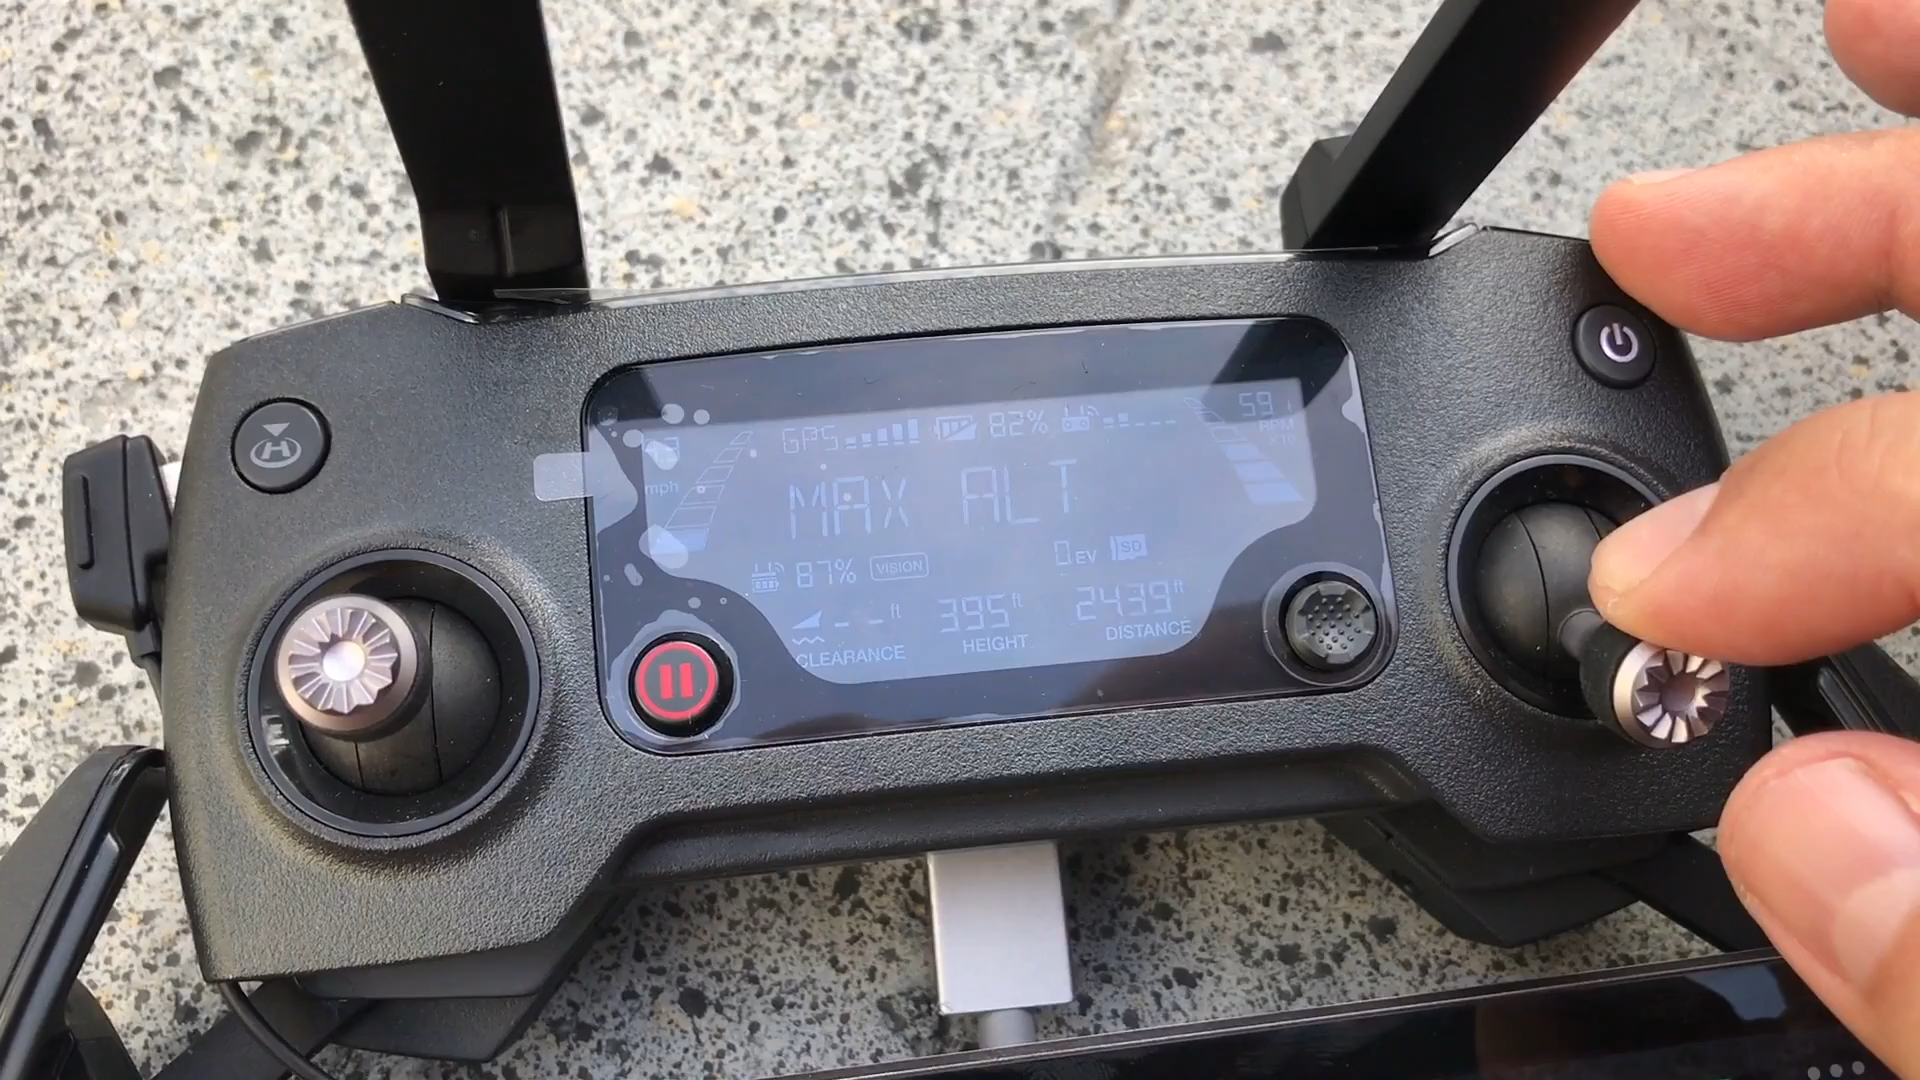 GPS 82% 59
RPM
X10
mph
MAX ALT
87% VISION 0EV SD
--ft 395ft 2439ft
CLEARANCE HEIGHT DISTANCE
H